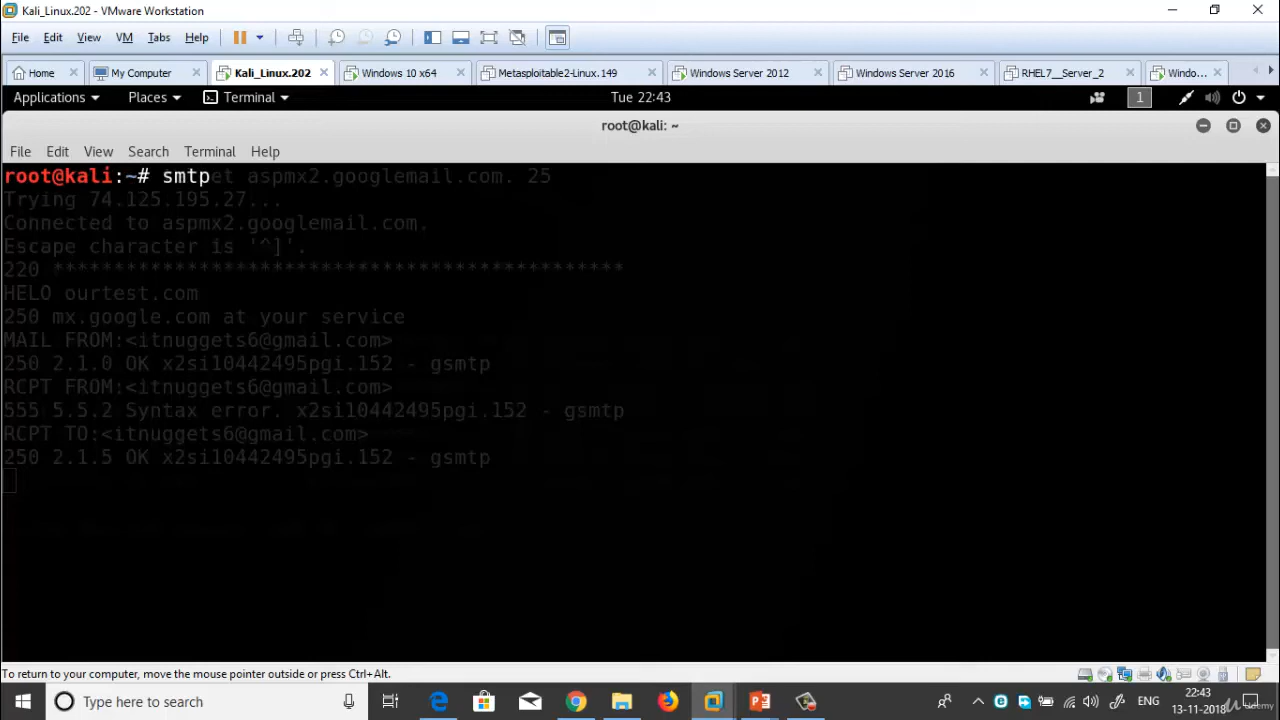 Kali_Linux.202 - VMware Workstation
File Edit View VM Tabs Help
Home My Computer Kali_Linux.202 Windows 10 x64 Metasploitable2-Linux.149 Windows Server 2012 Windows Server 2016 RHEL7__Server_2 Windo...
Applications Places Terminal Tue 22:43 1
root@kali: ~
File Edit View Search Terminal Help
root@kali:~# smtp et aspmx2.googlemail.com. 25
Trying 74.125.195.27...
Connected to aspmx2.googlemail.com.
Escape character is '^]'.
220 ***********************************************
HELO ourtest.com
250 mx.google.com at your service
MAIL FROM:<itnuggets6@gmail.com>
250 2.1.0 OK x2si10442495pgi.152 - gsmtp
RCPT FROM:<itnuggets6@gmail.com>
555 5.5.2 Syntax error. x2si10442495pgi.152 - gsmtp
RCPT TO:<itnuggets6@gmail.com>
250 2.1.5 OK x2si10442495pgi.152 - gsmtp
To return to your computer, move the mouse pointer outside or press Ctrl+Alt.
Type here to search
ENG
22:43
13-11-2018
Udemy